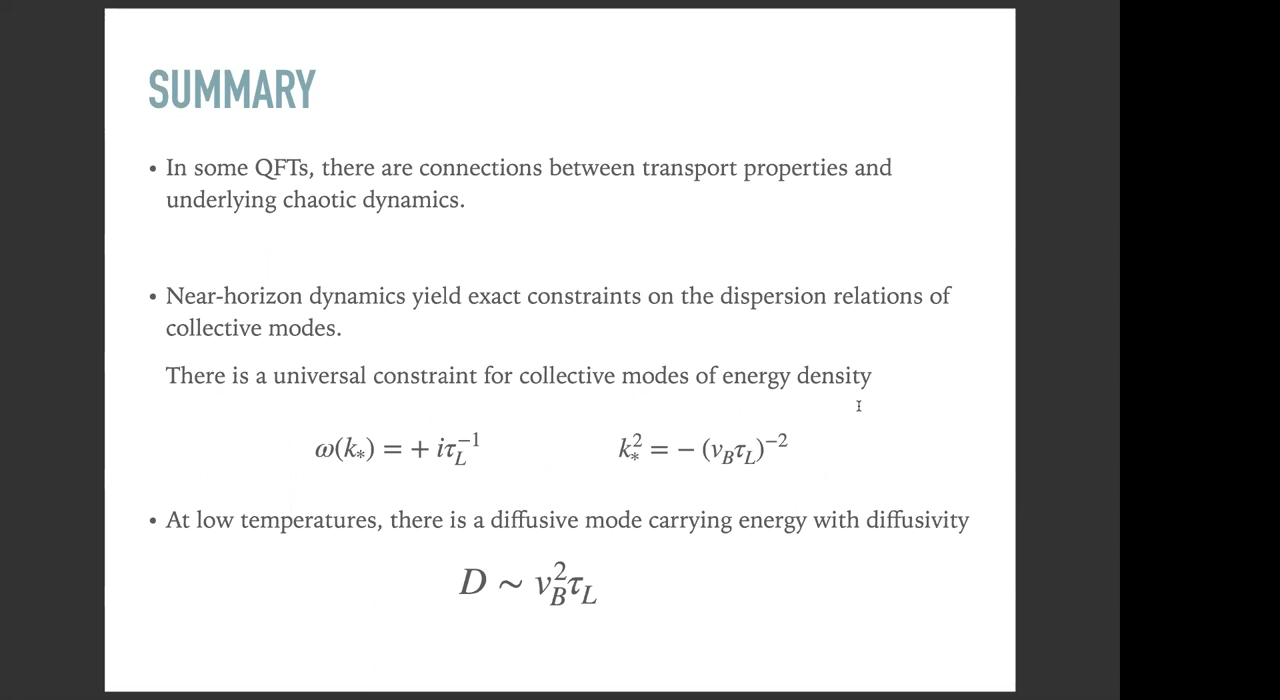 SUMMARY
• In some QFTs, there are connections between transport properties and
underlying chaotic dynamics.
• Near-horizon dynamics yield exact constraints on the dispersion relations of
collective modes.
There is a universal constraint for collective modes of energy density
ω(k_*) = + iτ_L^{-1} k_*^2 = − (v_B τ_L)^{-2}
• At low temperatures, there is a diffusive mode carrying energy with diffusivity
D ∼ v_B^2 τ_L